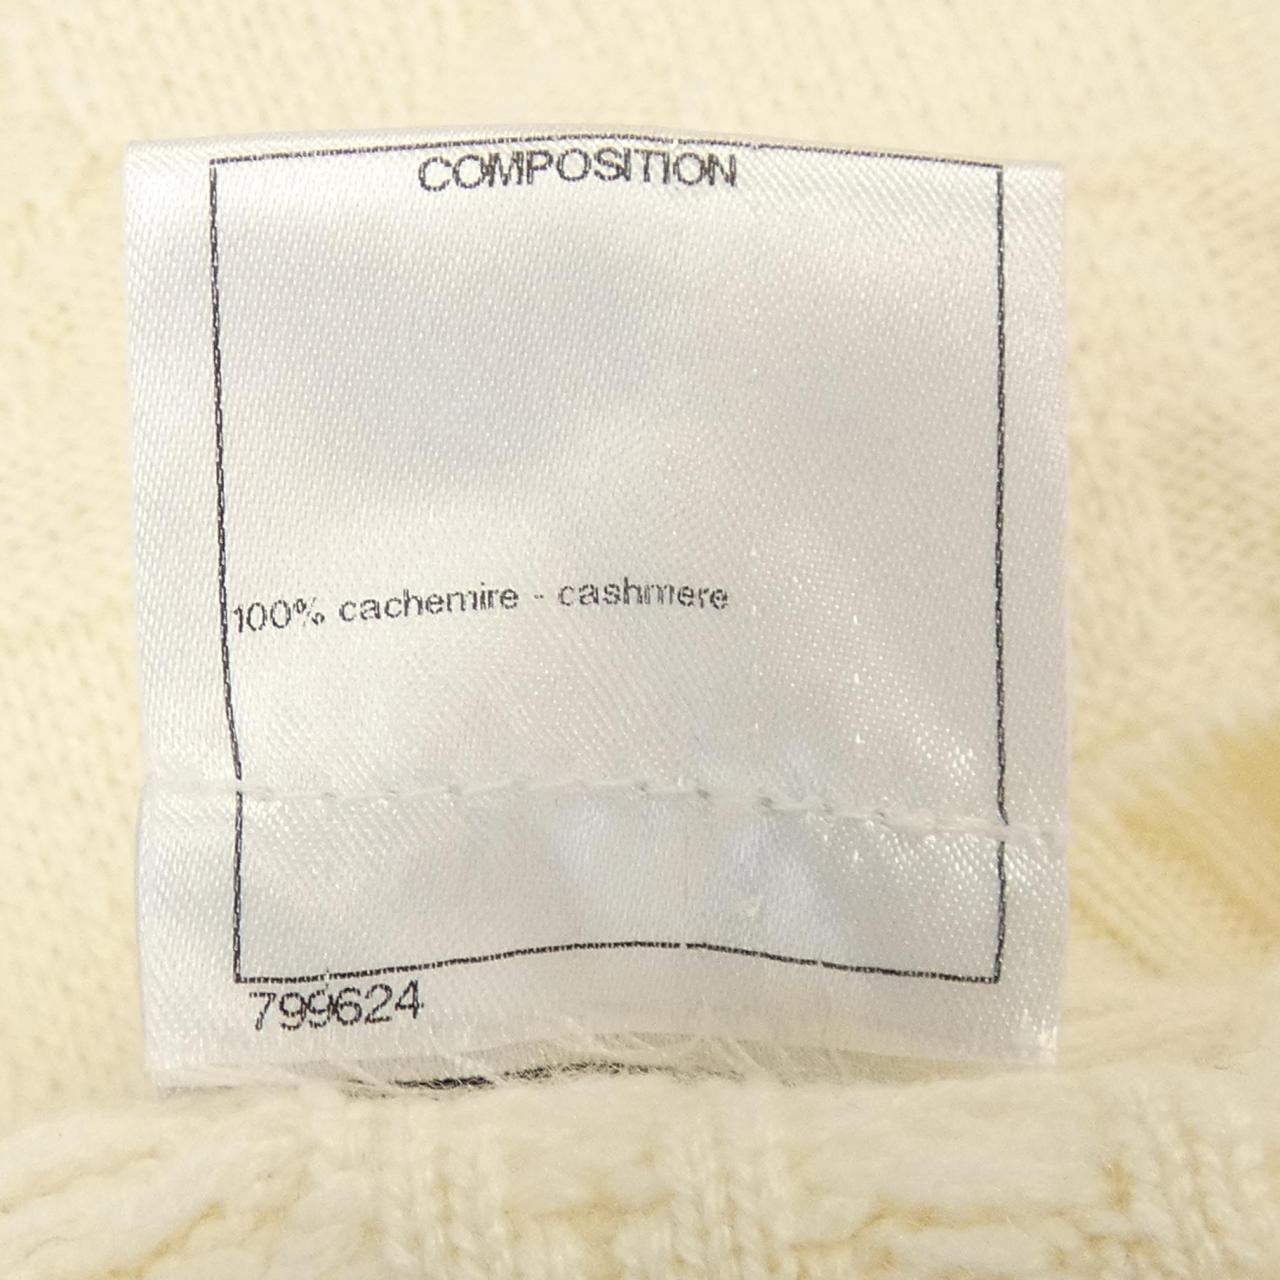 COMPOSITION
100% cachemire - cashmere
799624